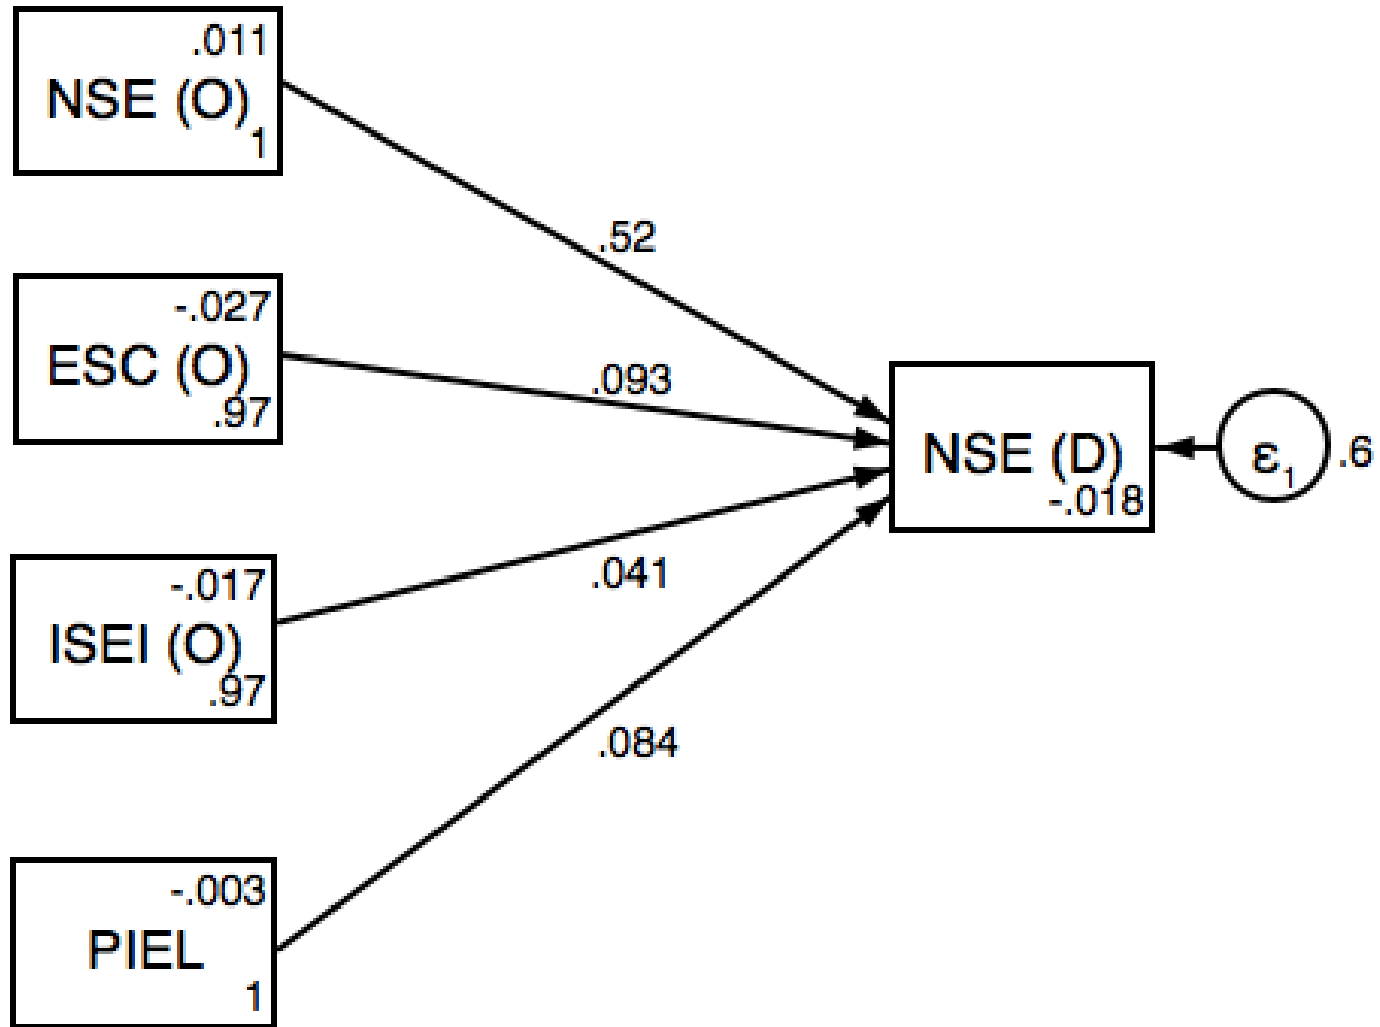 .011
NSE (O)
1
.52
-.027
ESC (O)
.97
.093
NSE (D)
-.018
ε1
.6
-.017
ISEI (O)
.97
.041
.084
-.003
PIEL
1